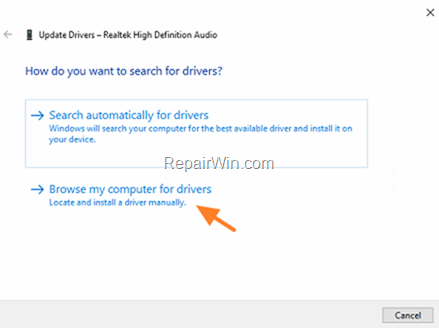 Update Drivers – Realtek High Definition Audio
How do you want to search for drivers?
Search automatically for drivers
Windows will search your computer for the best available driver and install it on
your device.
RepairWin.com
Browse my computer for drivers
Locate and install a driver manually.
Cancel